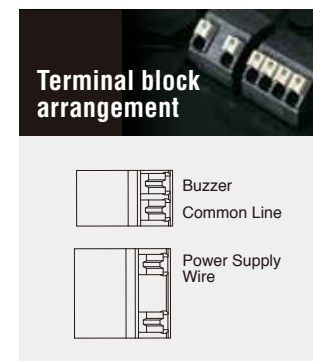 Terminal block
arrangement
Buzzer
Common Line
Power Supply
Wire